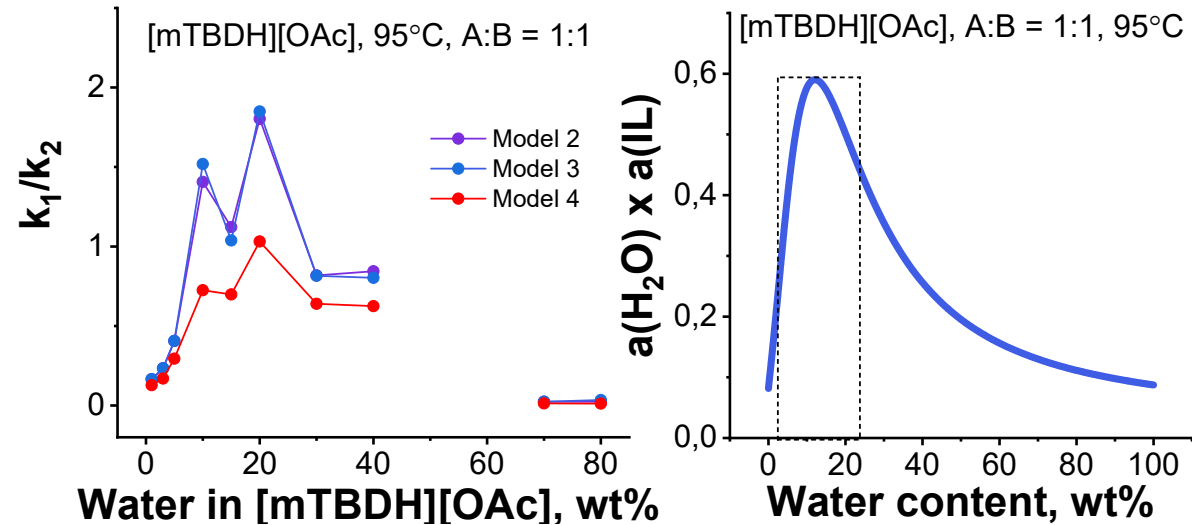 [mTBDH][OAc], 95°C, A:B = 1:1
k₁/k₂
2
1
0
Model 2
Model 3
Model 4
0 20 40 60 80
Water in [mTBDH][OAc], wt%
[mTBDH][OAc], A:B = 1:1, 95°C
a(H₂O) x a(IL)
0,6
0,4
0,2
0,0
0 20 40 60 80 100
Water content, wt%